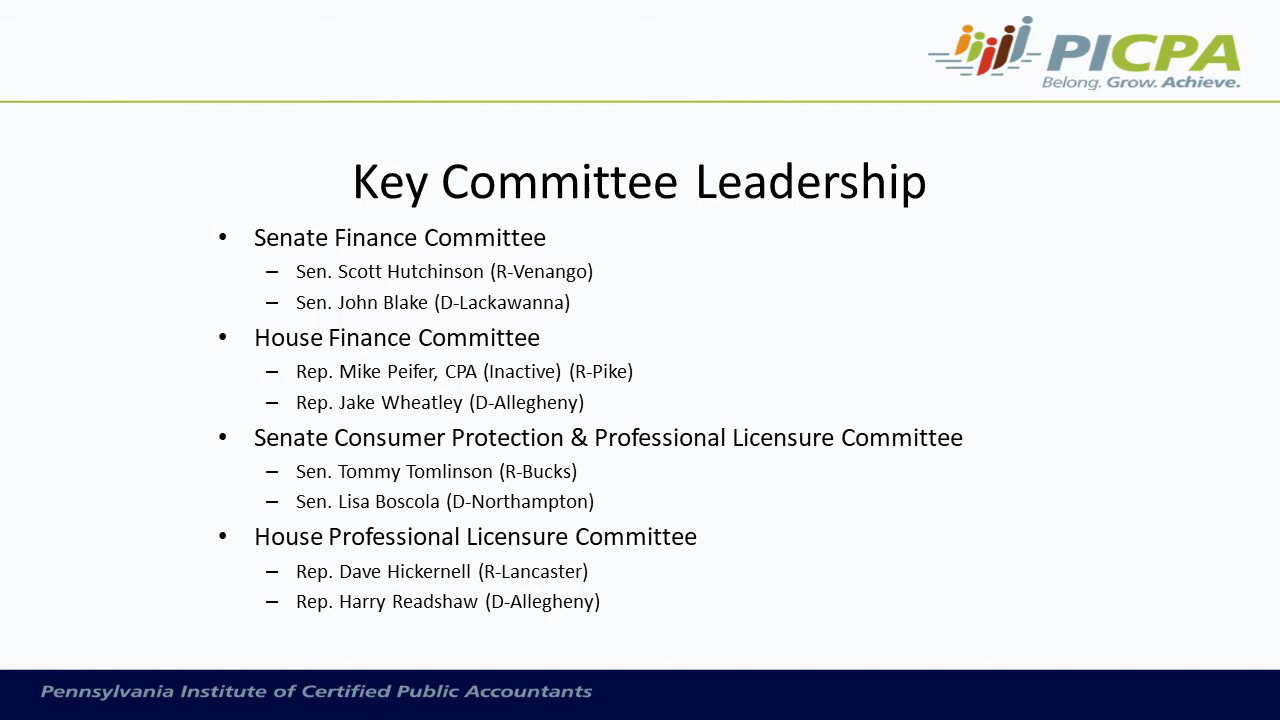 PICPA
Belong. Grow. Achieve.
Key Committee Leadership
• Senate Finance Committee
– Sen. Scott Hutchinson (R-Venango)
– Sen. John Blake (D-Lackawanna)
• House Finance Committee
– Rep. Mike Peifer, CPA (Inactive) (R-Pike)
– Rep. Jake Wheatley (D-Allegheny)
• Senate Consumer Protection & Professional Licensure Committee
– Sen. Tommy Tomlinson (R-Bucks)
– Sen. Lisa Boscola (D-Northampton)
• House Professional Licensure Committee
– Rep. Dave Hickernell (R-Lancaster)
– Rep. Harry Readshaw (D-Allegheny)
Pennsylvania Institute of Certified Public Accountants